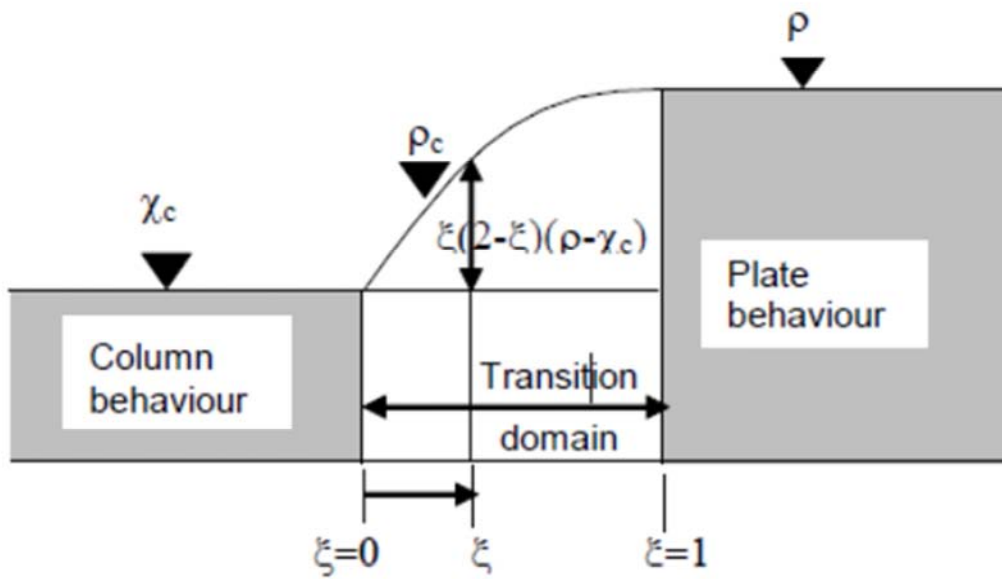 ρ
ρc
χc
ξ(2-ξ)(ρ-χc)
Plate
behaviour
Column
behaviour
Transition
domain
ξ=0
ξ
ξ=1